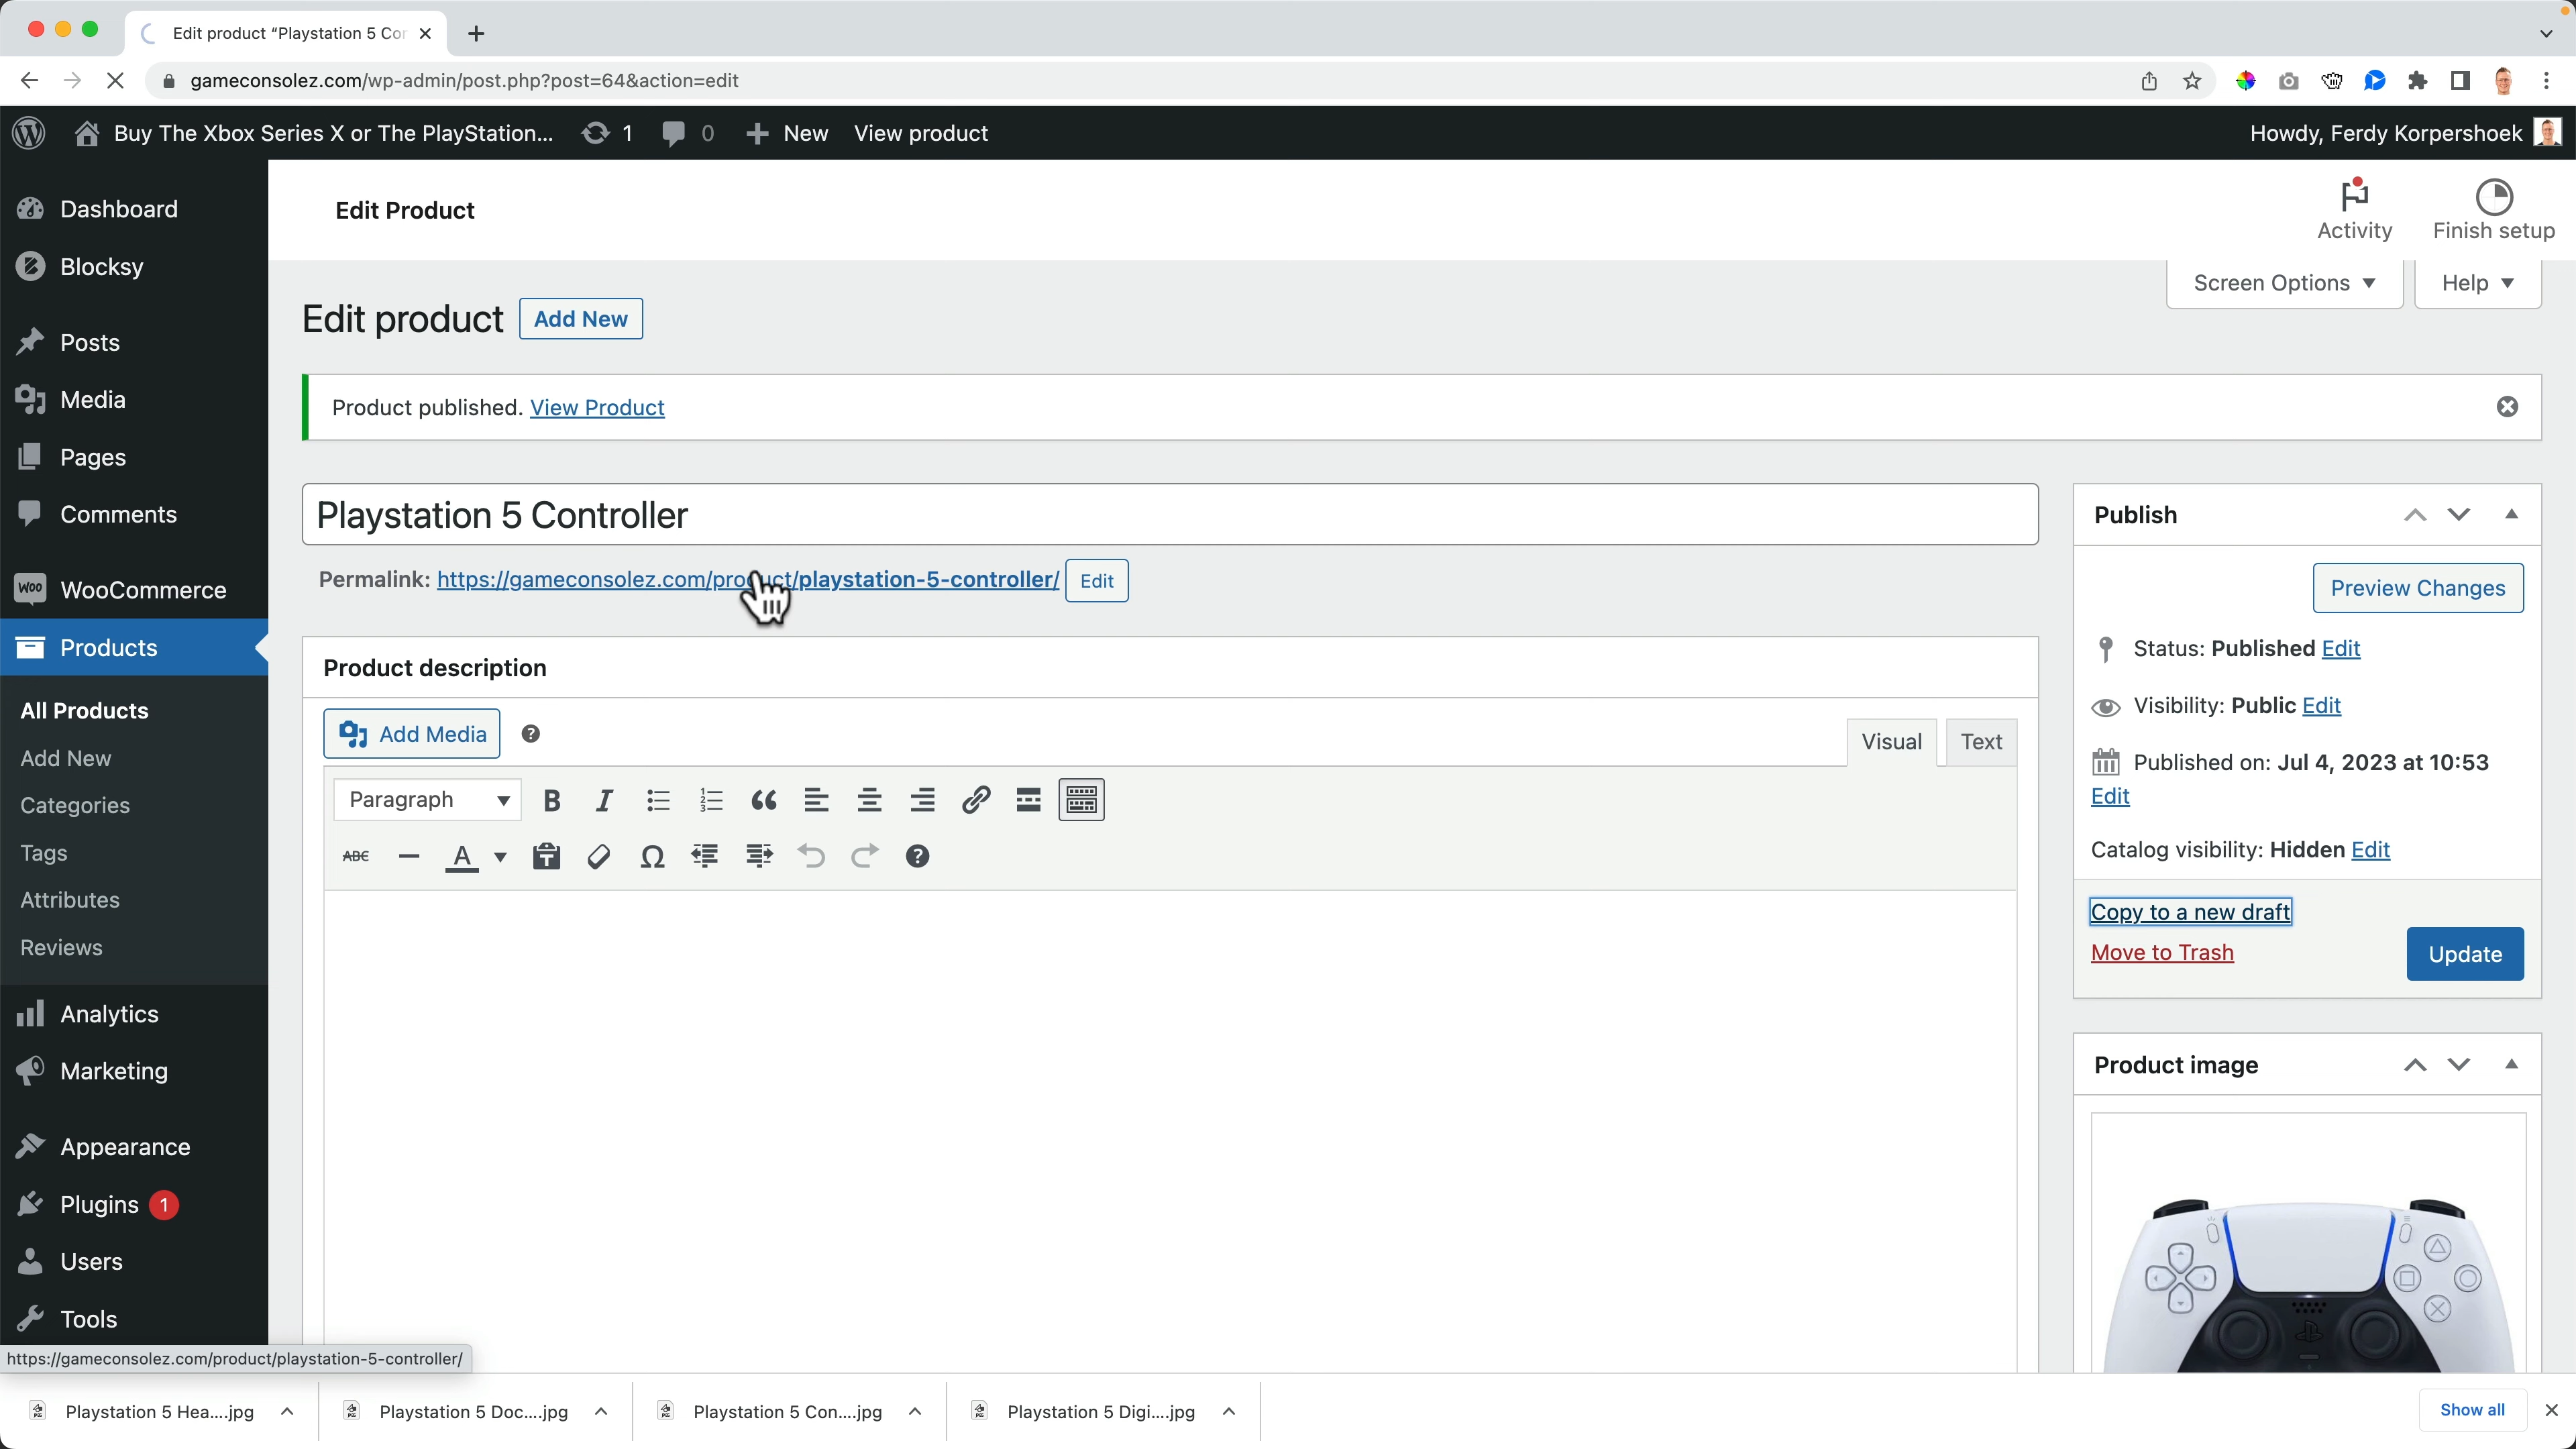 Edit product “Playstation 5 Cor
gameconsolez.com/wp-admin/post.php?post=64&action=edit
Buy The Xbox Series X or The PlayStation...
1
0
New
View product
Howdy, Ferdy Korpershoek
Dashboard
Blocksy
Posts
Media
Pages
Comments
WooCommerce
Products
All Products
Add New
Categories
Tags
Attributes
Reviews
Analytics
Marketing
Appearance
Plugins 1
Users
Tools
Edit Product
Activity
Finish setup
Screen Options
Help
Edit product
Add New
Product published. View Product
Playstation 5 Controller
Permalink: https://gameconsolez.com/product/playstation-5-controller/ Edit
Product description
Add Media
Visual
Text
Paragraph
Publish
Preview Changes
Status: Published Edit
Visibility: Public Edit
Published on: Jul 4, 2023 at 10:53
Edit
Catalog visibility: Hidden Edit
Copy to a new draft
Move to Trash
Update
Product image
https://gameconsolez.com/product/playstation-5-controller/
Playstation 5 Hea....jpg
Playstation 5 Doc....jpg
Playstation 5 Con....jpg
Playstation 5 Digi....jpg
Show all